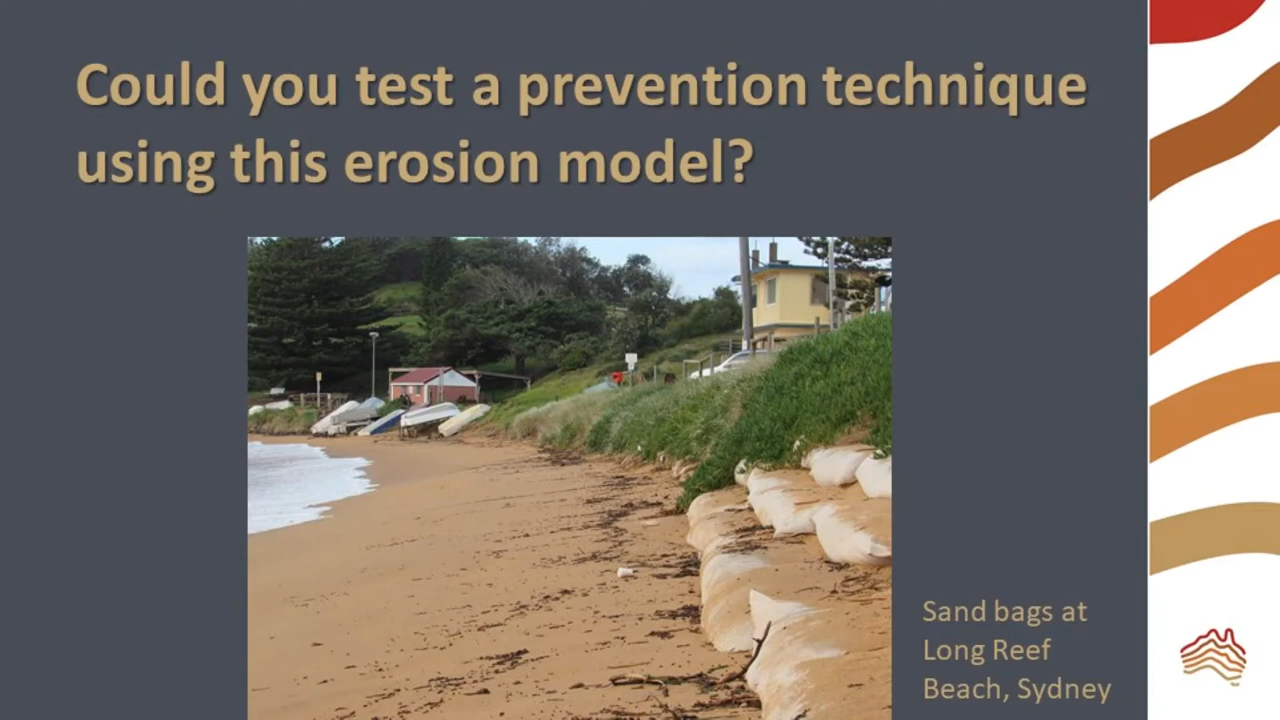 Could you test a prevention technique
using this erosion model?
Sand bags at
Long Reef
Beach, Sydney